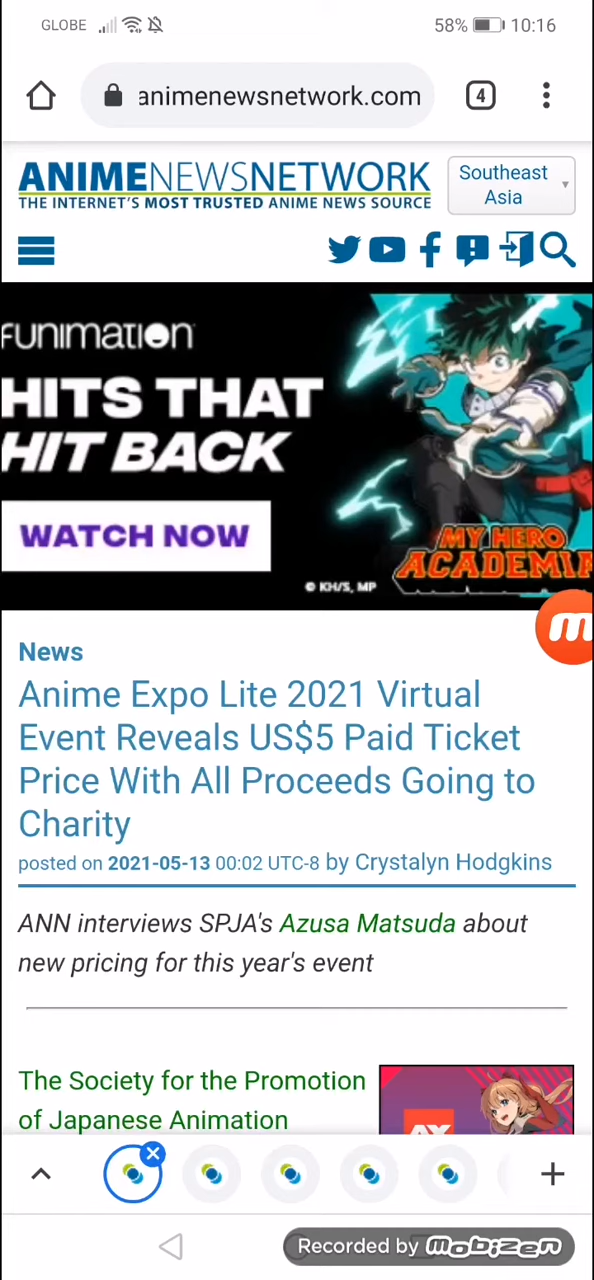 GLOBE 58% 10:16
animenewsnetwork.com 4
ANIMENEWSNETWORK
THE INTERNET'S MOST TRUSTED ANIME NEWS SOURCE
Southeast
Asia
FUNIMATION
HITS THAT
HIT BACK
WATCH NOW
MY HERO
ACADEMIA
© KH/S, MP
m
News
Anime Expo Lite 2021 Virtual
Event Reveals US$5 Paid Ticket
Price With All Proceeds Going to
Charity
posted on 2021-05-13 00:02 UTC-8 by Crystalyn Hodgkins
ANN interviews SPJA's Azusa Matsuda about
new pricing for this year's event
The Society for the Promotion
of Japanese Animation
AX
Recorded by mobizen